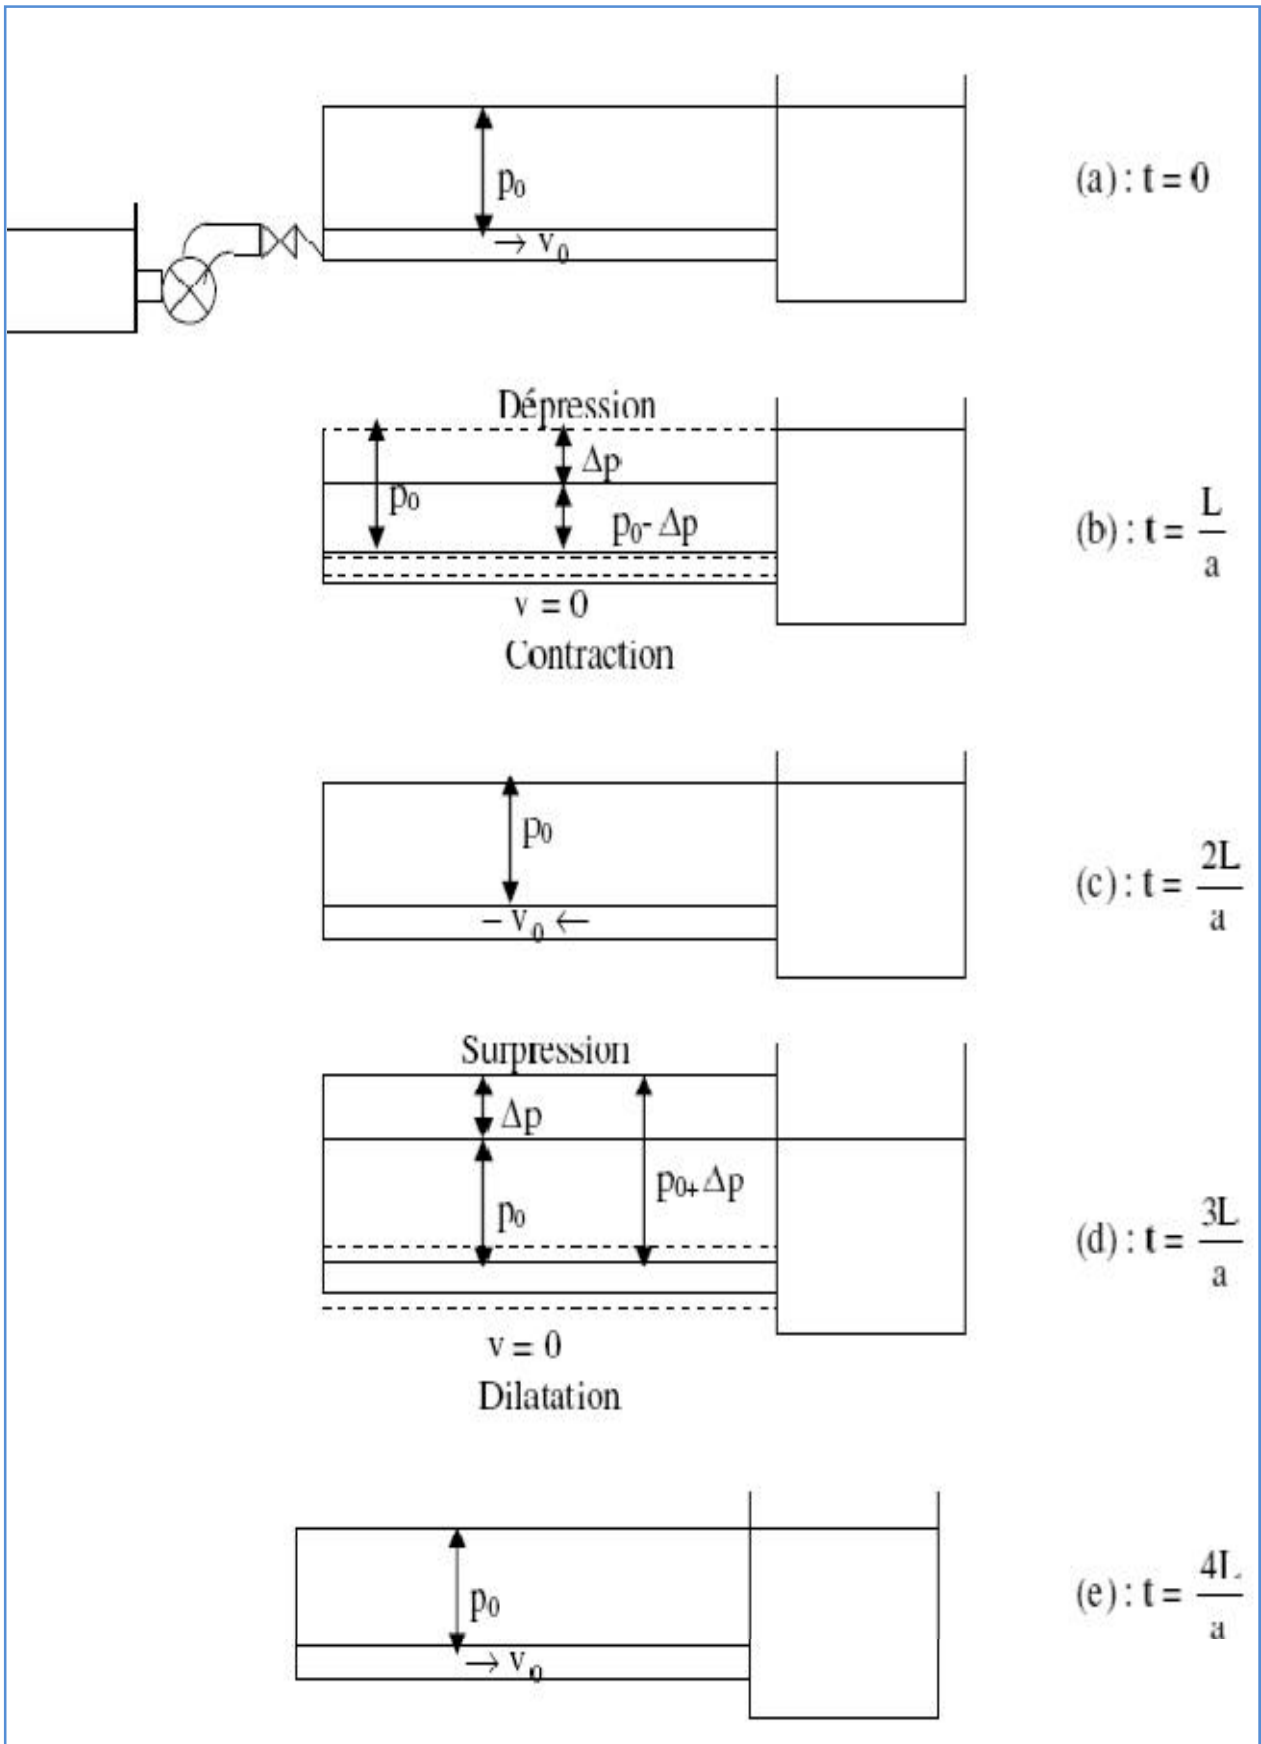 p₀
→ v₀
(a) : t = 0
Dépression
Δp
p₀
p₀- Δp
v = 0
Contraction
(b) : t = L/a
p₀
– v₀ ←
(c) : t = 2L/a
Surpression
Δp
p₀₊ Δp
p₀
v = 0
Dilatation
(d) : t = 3L/a
p₀
→ v₀
(e) : t = 4L/a